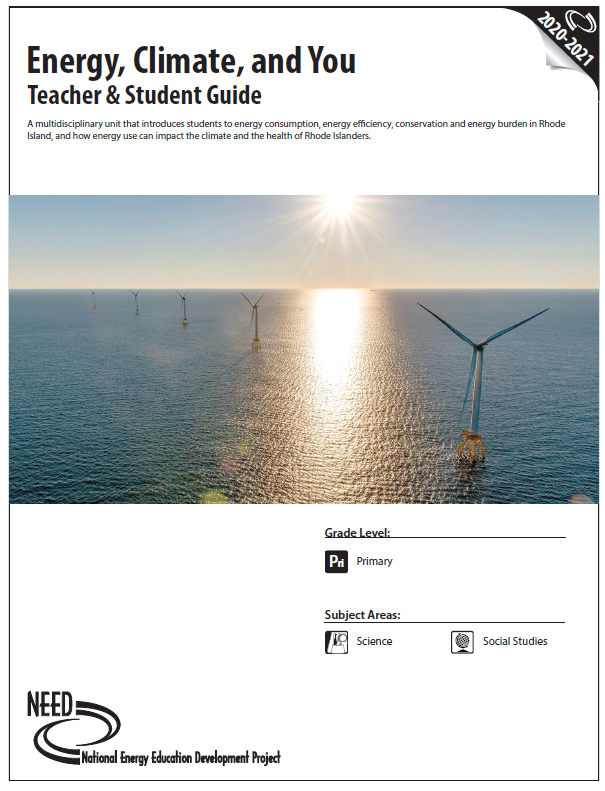 2020-2021
Energy, Climate, and You
Teacher & Student Guide
A multidisciplinary unit that introduces students to energy consumption, energy efficiency, conservation and energy burden in Rhode
Island, and how energy use can impact the climate and the health of Rhode Islanders.
Grade Level:
Pri Primary
Subject Areas:
Science Social Studies
NEED
National Energy Education Development Project